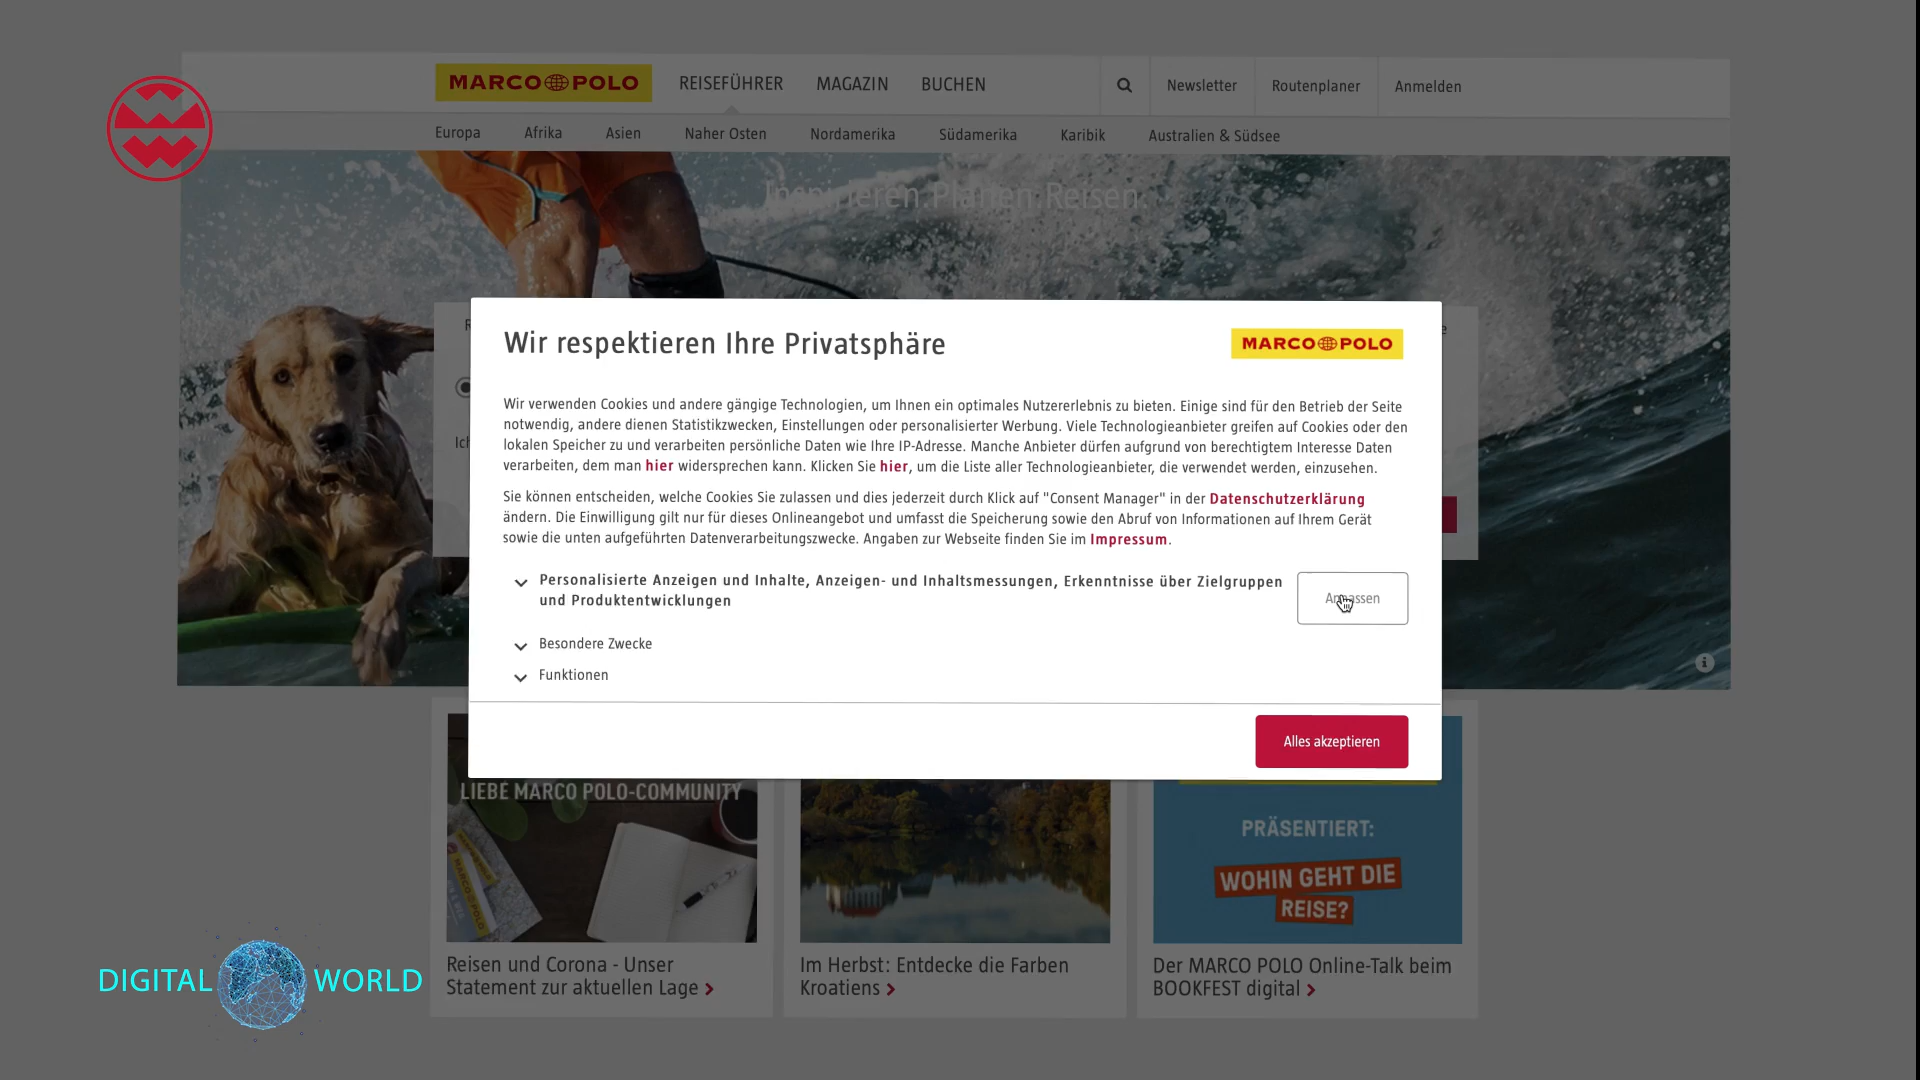 MARCO POLO
REISEFÜHRER
MAGAZIN
BUCHEN
Newsletter
Routenplaner
Anmelden
Europa
Afrika
Asien
Naher Osten
Nordamerika
Südamerika
Karibik
Australien & Südsee
Inspirieren. Planen. Reisen.
Wir respektieren Ihre Privatsphäre
MARCO POLO
Wir verwenden Cookies und andere gängige Technologien, um Ihnen ein optimales Nutzererlebnis zu bieten. Einige sind für den Betrieb der Seite
notwendig, andere dienen Statistikzwecken, Einstellungen oder personalisierter Werbung. Viele Technologieanbieter greifen auf Cookies oder den
lokalen Speicher zu und verarbeiten persönliche Daten wie Ihre IP-Adresse. Manche Anbieter dürfen aufgrund von berechtigtem Interesse Daten
verarbeiten, dem man hier widersprechen kann. Klicken Sie hier, um die Liste aller Technologieanbieter, die verwendet werden, einzusehen.
Sie können entscheiden, welche Cookies Sie zulassen und dies jederzeit durch Klick auf "Consent Manager" in der Datenschutzerklärung
ändern. Die Einwilligung gilt nur für dieses Onlineangebot und umfasst die Speicherung sowie den Abruf von Informationen auf Ihrem Gerät
sowie die unten aufgeführten Datenverarbeitungszwecke. Angaben zur Webseite finden Sie im Impressum.
Personalisierte Anzeigen und Inhalte, Anzeigen- und Inhaltsmessungen, Erkenntnisse über Zielgruppen
und Produktentwicklungen
Anpassen
Besondere Zwecke
Funktionen
Alles akzeptieren
LIEBE MARCO POLO-COMMUNITY
MARCO POLO
PRÄSENTIERT:
WOHIN GEHT DIE
REISE?
Reisen und Corona - Unser
Statement zur aktuellen Lage
Im Herbst: Entdecke die Farben
Kroatiens
Der MARCO POLO Online-Talk beim
BOOKFEST digital
DIGITAL WORLD